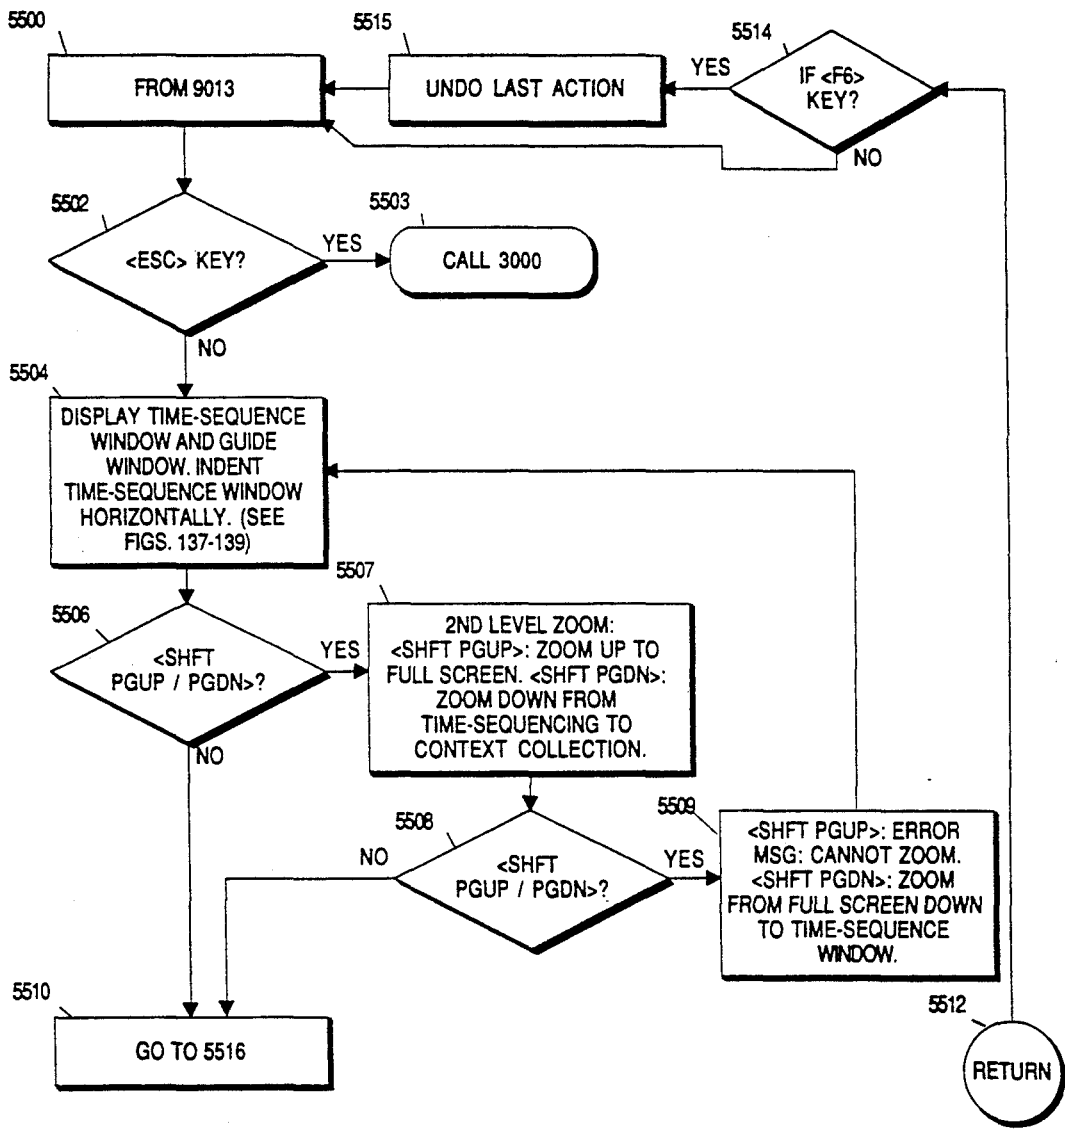 5500
FROM 9013
5515
UNDO LAST ACTION
5514
IF <F6>
KEY?
YES
NO
5502
<ESC> KEY?
YES
NO
5503
CALL 3000
5504
DISPLAY TIME-SEQUENCE
WINDOW AND GUIDE
WINDOW. INDENT
TIME-SEQUENCE WINDOW
HORIZONTALLY. (SEE
FIGS. 137-139)
5506
<SHFT
PGUP / PGDN>?
YES
NO
5507
2ND LEVEL ZOOM:
<SHFT PGUP>: ZOOM UP TO
FULL SCREEN. <SHFT PGDN>:
ZOOM DOWN FROM
TIME-SEQUENCING TO
CONTEXT COLLECTION.
5508
<SHFT
PGUP / PGDN>?
NO
YES
5509
<SHFT PGUP>: ERROR
MSG: CANNOT ZOOM.
<SHFT PGDN>: ZOOM
FROM FULL SCREEN DOWN
TO TIME-SEQUENCE
WINDOW.
5510
GO TO 5516
5512
RETURN